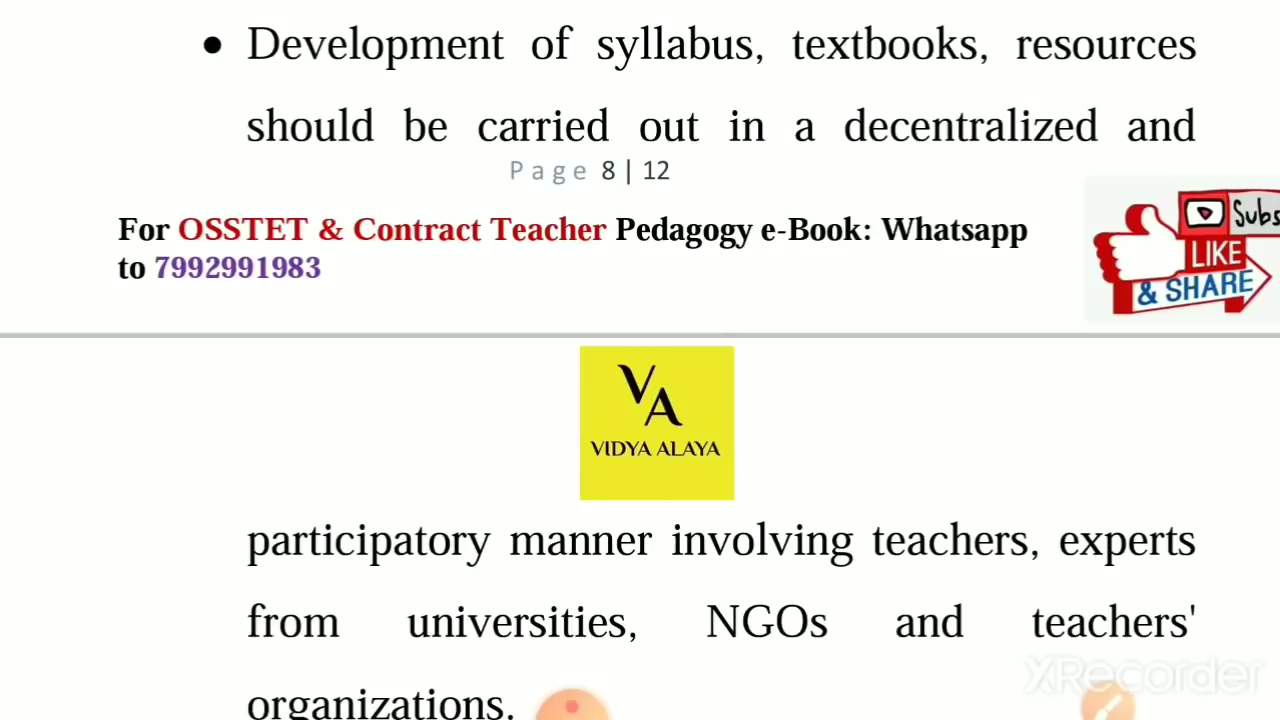 • Development of syllabus, textbooks, resources
should be carried out in a decentralized and
Page 8 | 12
For OSSTET & Contract Teacher Pedagogy e-Book: Whatsapp
to 7992991983
Subs
LIKE
& SHARE
VA
VIDYA ALAYA
participatory manner involving teachers, experts
from universities, NGOs and teachers'
organizations.
XRecorder